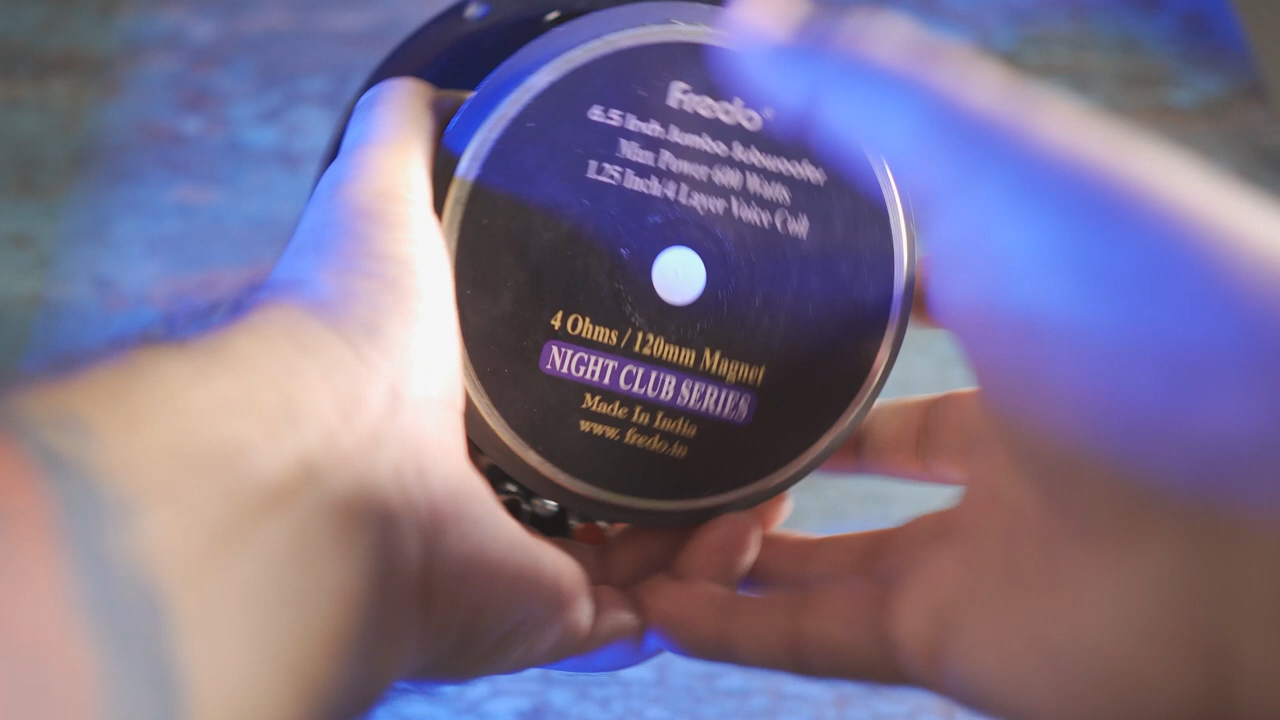 Fredo
6.5 Inch Jumbo Subwoofer
Max Power 600 Watts
1.25 Inch 4 Layer Voice Coil
4 Ohms / 120mm Magnet
NIGHT CLUB SERIES
Made In India
www. fredo.in